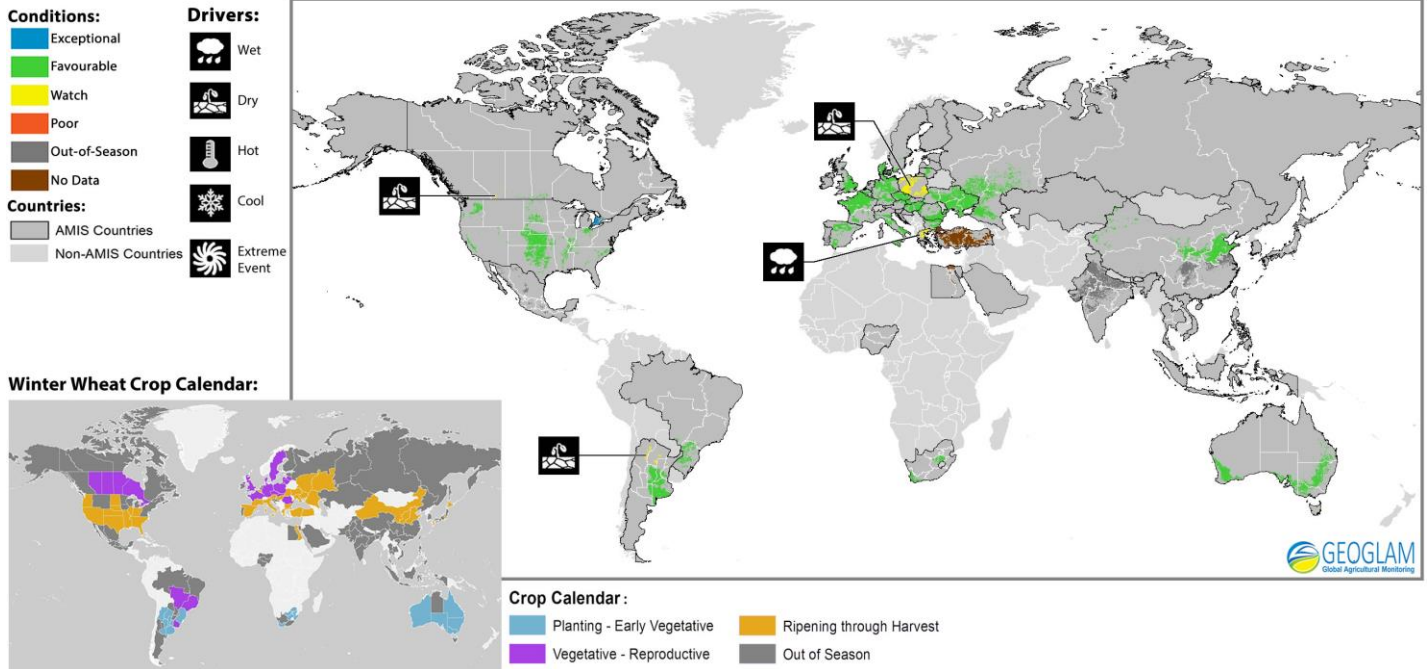 Conditions:
Exceptional
Favourable
Watch
Poor
Out-of-Season
No Data
Countries:
AMIS Countries
Non-AMIS Countries
Drivers:
Wet
Dry
Hot
Cool
Extreme
Event
Winter Wheat Crop Calendar:
GEOGLAM
Global Agricultural Monitoring
Crop Calendar :
Planting - Early Vegetative
Vegetative - Reproductive
Ripening through Harvest
Out of Season